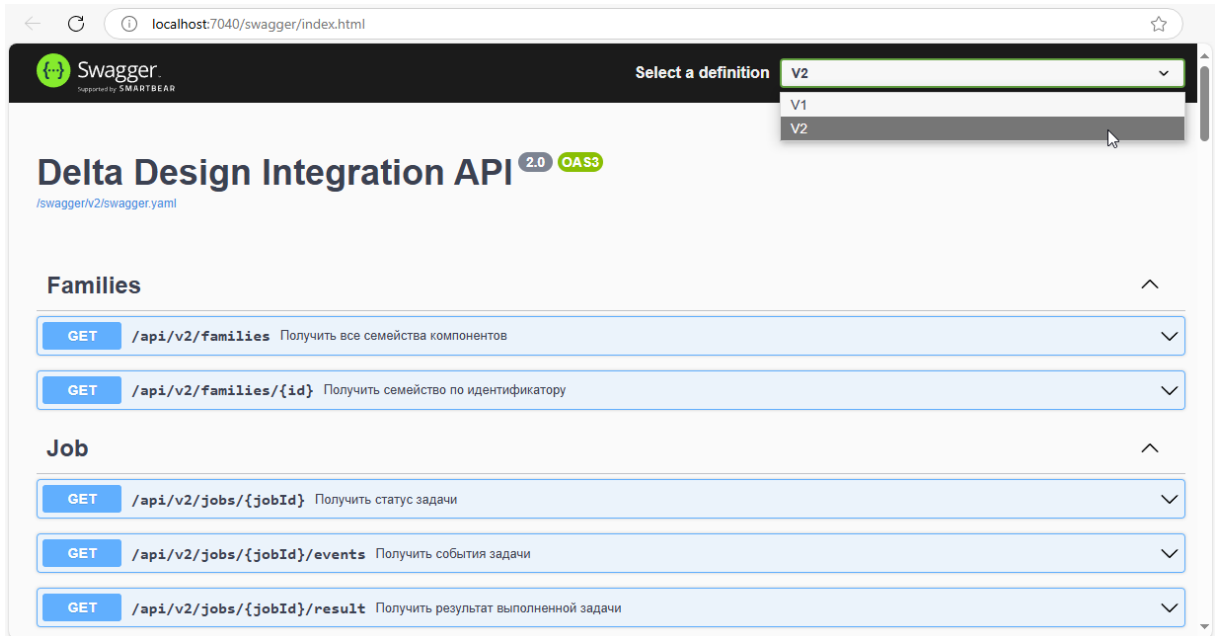 localhost:7040/swagger/index.html
Swagger.
Supported by SMARTBEAR
Select a definition V2
V1
V2
Delta Design Integration API 2.0 OAS3
/swagger/v2/swagger.yaml
Families
GET /api/v2/families Получить все семейства компонентов
GET /api/v2/families/{id} Получить семейство по идентификатору
Job
GET /api/v2/jobs/{jobId} Получить статус задачи
GET /api/v2/jobs/{jobId}/events Получить события задачи
GET /api/v2/jobs/{jobId}/result Получить результат выполненной задачи